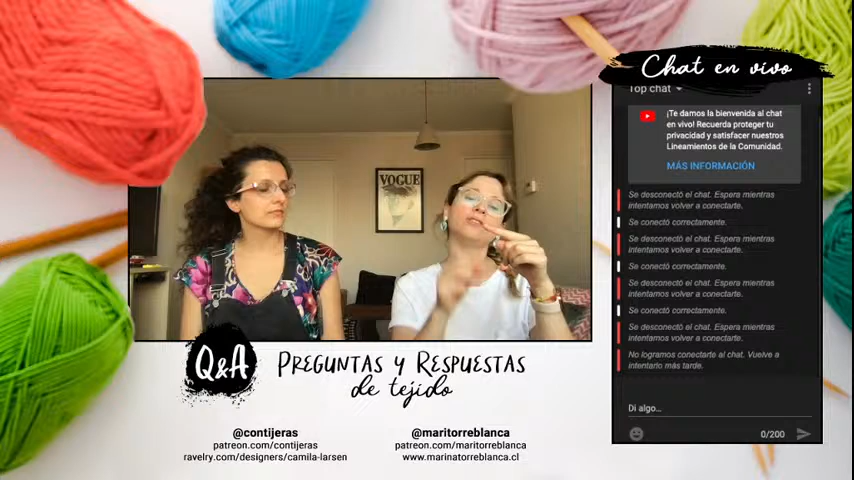 Chat en vivo
Top chat
¡Te damos la bienvenida al chat
en vivo! Recuerda proteger tu
privacidad y satisfacer nuestros
Lineamientos de la Comunidad.
MÁS INFORMACIÓN
VOGUE
Se desconectó el chat. Espera mientras
intentamos volver a conectarte.
Se conectó correctamente.
Se desconectó el chat. Espera mientras
intentamos volver a conectarte.
Se conectó correctamente.
Se desconectó el chat. Espera mientras
intentamos volver a conectarte.
Se conectó correctamente.
Se desconectó el chat. Espera mientras
intentamos volver a conectarte.
No logramos conectarte al chat. Vuelve a
intentarlo más tarde.
Di algo...
0/200
Q&A
PREGUNTAS Y RESPUESTAS
de tejido
@contijeras
patreon.com/contijeras
ravelry.com/designers/camila-larsen
@maritorreblanca
patreon.com/maritorreblanca
www.marinatorreblanca.cl